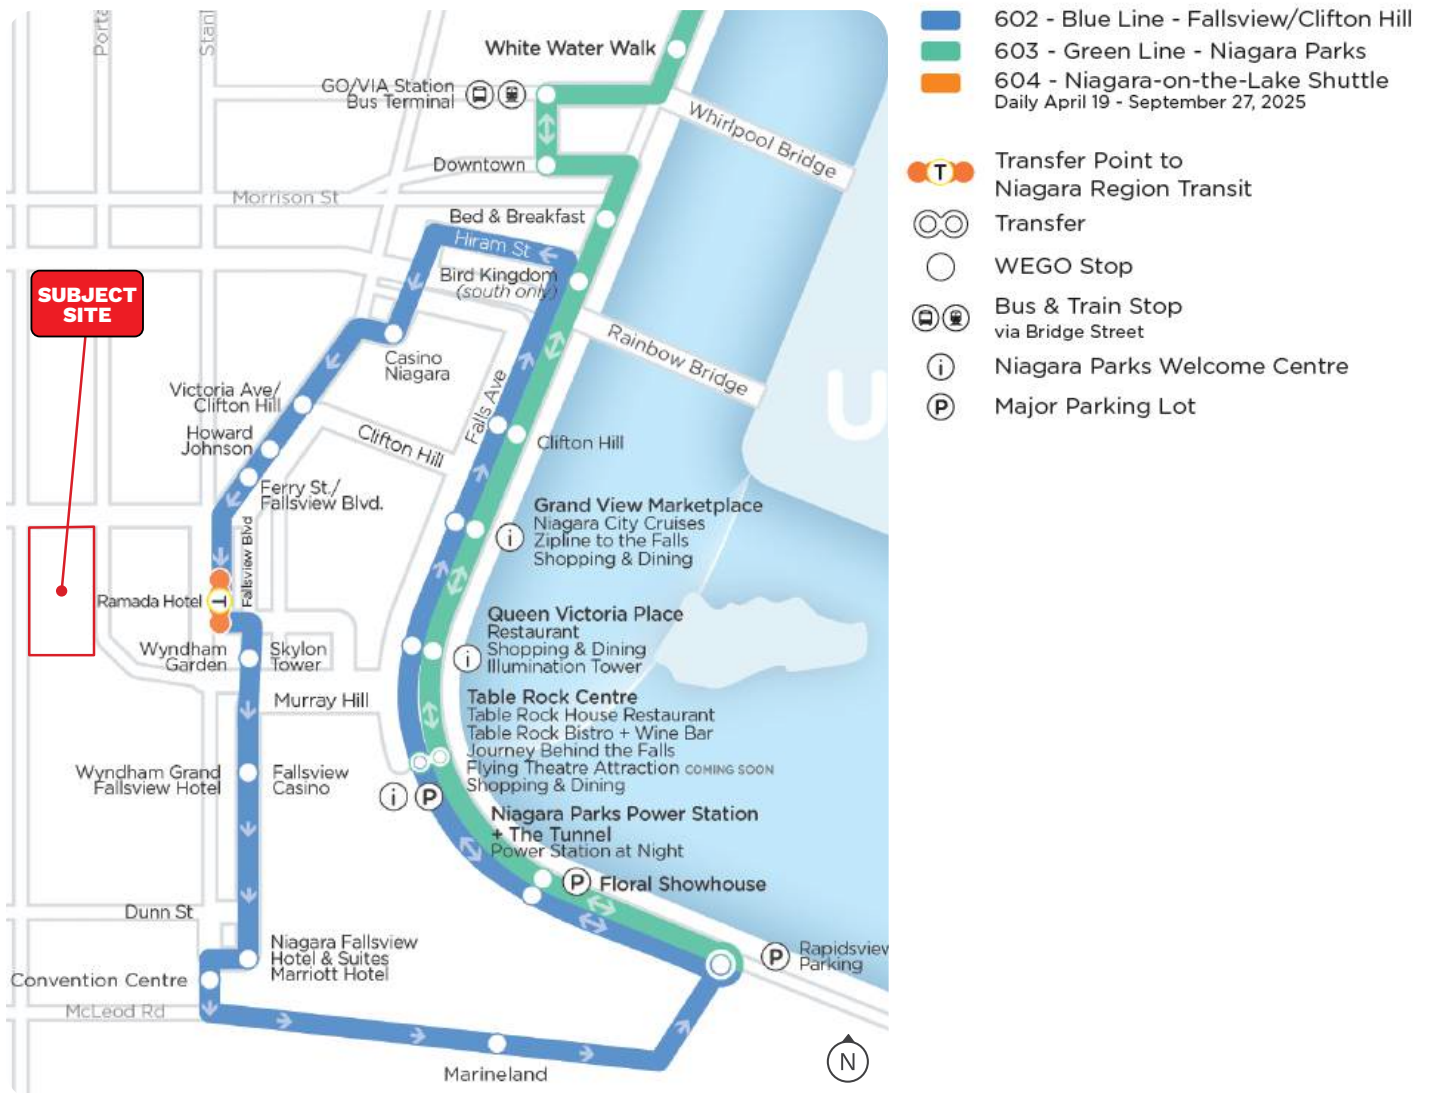 Porta
Stanl
White Water Walk
GO/VIA Station
Bus Terminal
Whirlpool Bridge
Downtown
Morrison St
Bed & Breakfast
Hiram St
Bird Kingdom
(south only)
SUBJECT
SITE
Rainbow Bridge
Casino
Niagara
Victoria Ave/
Clifton Hill
Howard
Johnson
Falls Ave
Clifton Hill
Clifton Hill
U
Ferry St./
Fallsview Blvd.
Grand View Marketplace
Niagara City Cruises
Zipline to the Falls
Shopping & Dining
i
Fallsview Blvd
Ramada Hotel
T
Queen Victoria Place
Restaurant
Shopping & Dining
Illumination Tower
i
Wyndham
Garden
Skylon
Tower
Murray Hill
Table Rock Centre
Table Rock House Restaurant
Table Rock Bistro + Wine Bar
Journey Behind the Falls
Flying Theatre Attraction COMING SOON
Shopping & Dining
Wyndham Grand
Fallsview Hotel
Fallsview
Casino
i P
Niagara Parks Power Station
+ The Tunnel
Power Station at Night
P Floral Showhouse
Dunn St
Niagara Fallsview
Hotel & Suites
Marriott Hotel
P Rapidsview
Parking
Convention Centre
McLeod Rd
Marineland
N
602 - Blue Line - Fallsview/Clifton Hill
603 - Green Line - Niagara Parks
604 - Niagara-on-the-Lake Shuttle
Daily April 19 - September 27, 2025
T Transfer Point to
Niagara Region Transit
Transfer
WEGO Stop
Bus & Train Stop
via Bridge Street
i Niagara Parks Welcome Centre
P Major Parking Lot